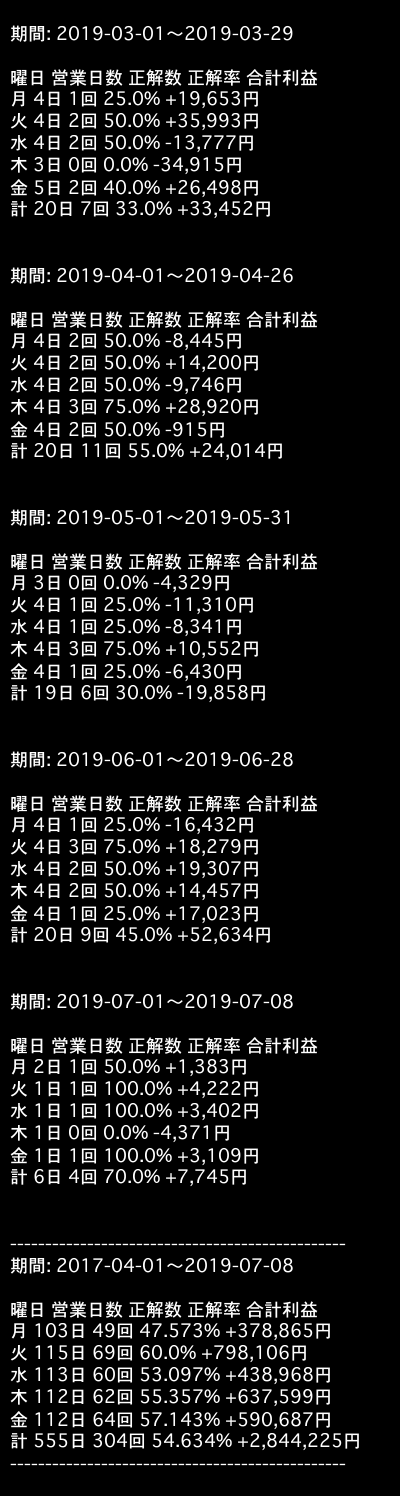 期間: 2019-03-01〜2019-03-29
曜日 営業日数 正解数 正解率 合計利益
月 4日 1回 25.0% +19,653円
火 4日 2回 50.0% +35,993円
水 4日 2回 50.0% -13,777円
木 3日 0回 0.0% -34,915円
金 5日 2回 40.0% +26,498円
計 20日 7回 33.0% +33,452円
期間: 2019-04-01〜2019-04-26
曜日 営業日数 正解数 正解率 合計利益
月 4日 2回 50.0% -8,445円
火 4日 2回 50.0% +14,200円
水 4日 2回 50.0% -9,746円
木 4日 3回 75.0% +28,920円
金 4日 2回 50.0% -915円
計 20日 11回 55.0% +24,014円
期間: 2019-05-01〜2019-05-31
曜日 営業日数 正解数 正解率 合計利益
月 3日 0回 0.0% -4,329円
火 4日 1回 25.0% -11,310円
水 4日 1回 25.0% -8,341円
木 4日 3回 75.0% +10,552円
金 4日 1回 25.0% -6,430円
計 19日 6回 30.0% -19,858円
期間: 2019-06-01〜2019-06-28
曜日 営業日数 正解数 正解率 合計利益
月 4日 1回 25.0% -16,432円
火 4日 3回 75.0% +18,279円
水 4日 2回 50.0% +19,307円
木 4日 2回 50.0% +14,457円
金 4日 1回 25.0% +17,023円
計 20日 9回 45.0% +52,634円
期間: 2019-07-01〜2019-07-08
曜日 営業日数 正解数 正解率 合計利益
月 2日 1回 50.0% +1,383円
火 1日 1回 100.0% +4,222円
水 1日 1回 100.0% +3,402円
木 1日 0回 0.0% -4,371円
金 1日 1回 100.0% +3,109円
計 6日 4回 70.0% +7,745円
------------------------------------------------
期間: 2017-04-01〜2019-07-08
曜日 営業日数 正解数 正解率 合計利益
月 103日 49回 47.573% +378,865円
火 115日 69回 60.0% +798,106円
水 113日 60回 53.097% +438,968円
木 112日 62回 55.357% +637,599円
金 112日 64回 57.143% +590,687円
計 555日 304回 54.634% +2,844,225円
------------------------------------------------